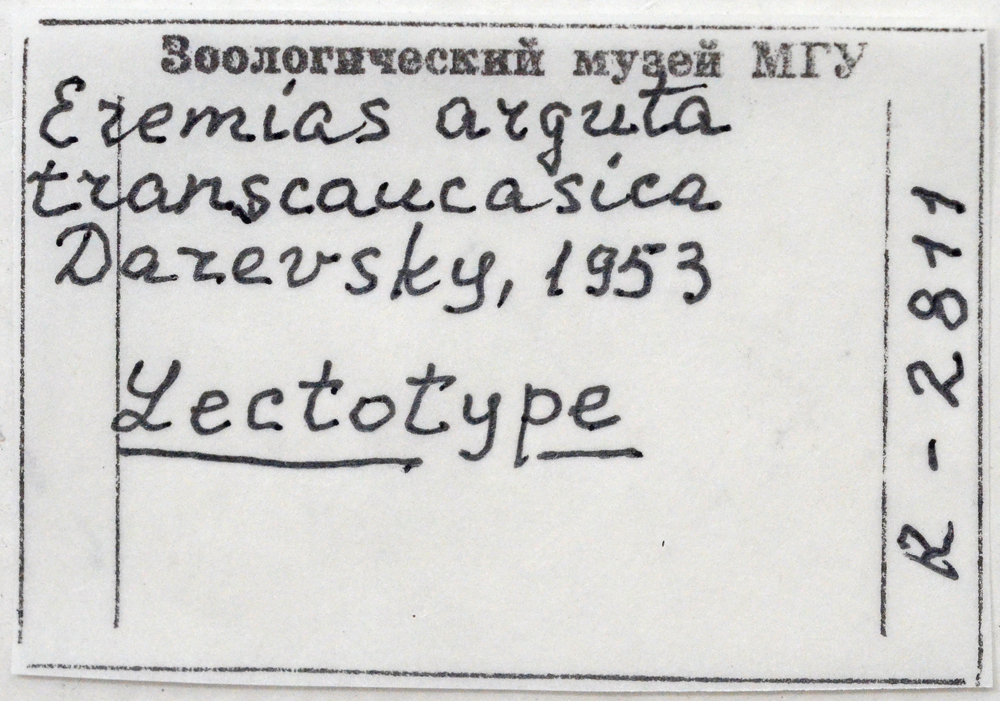 Зоологический музей МГУ
Eremias arguta
transcaucasica
Darevsky, 1953
Lectotype
R-2811